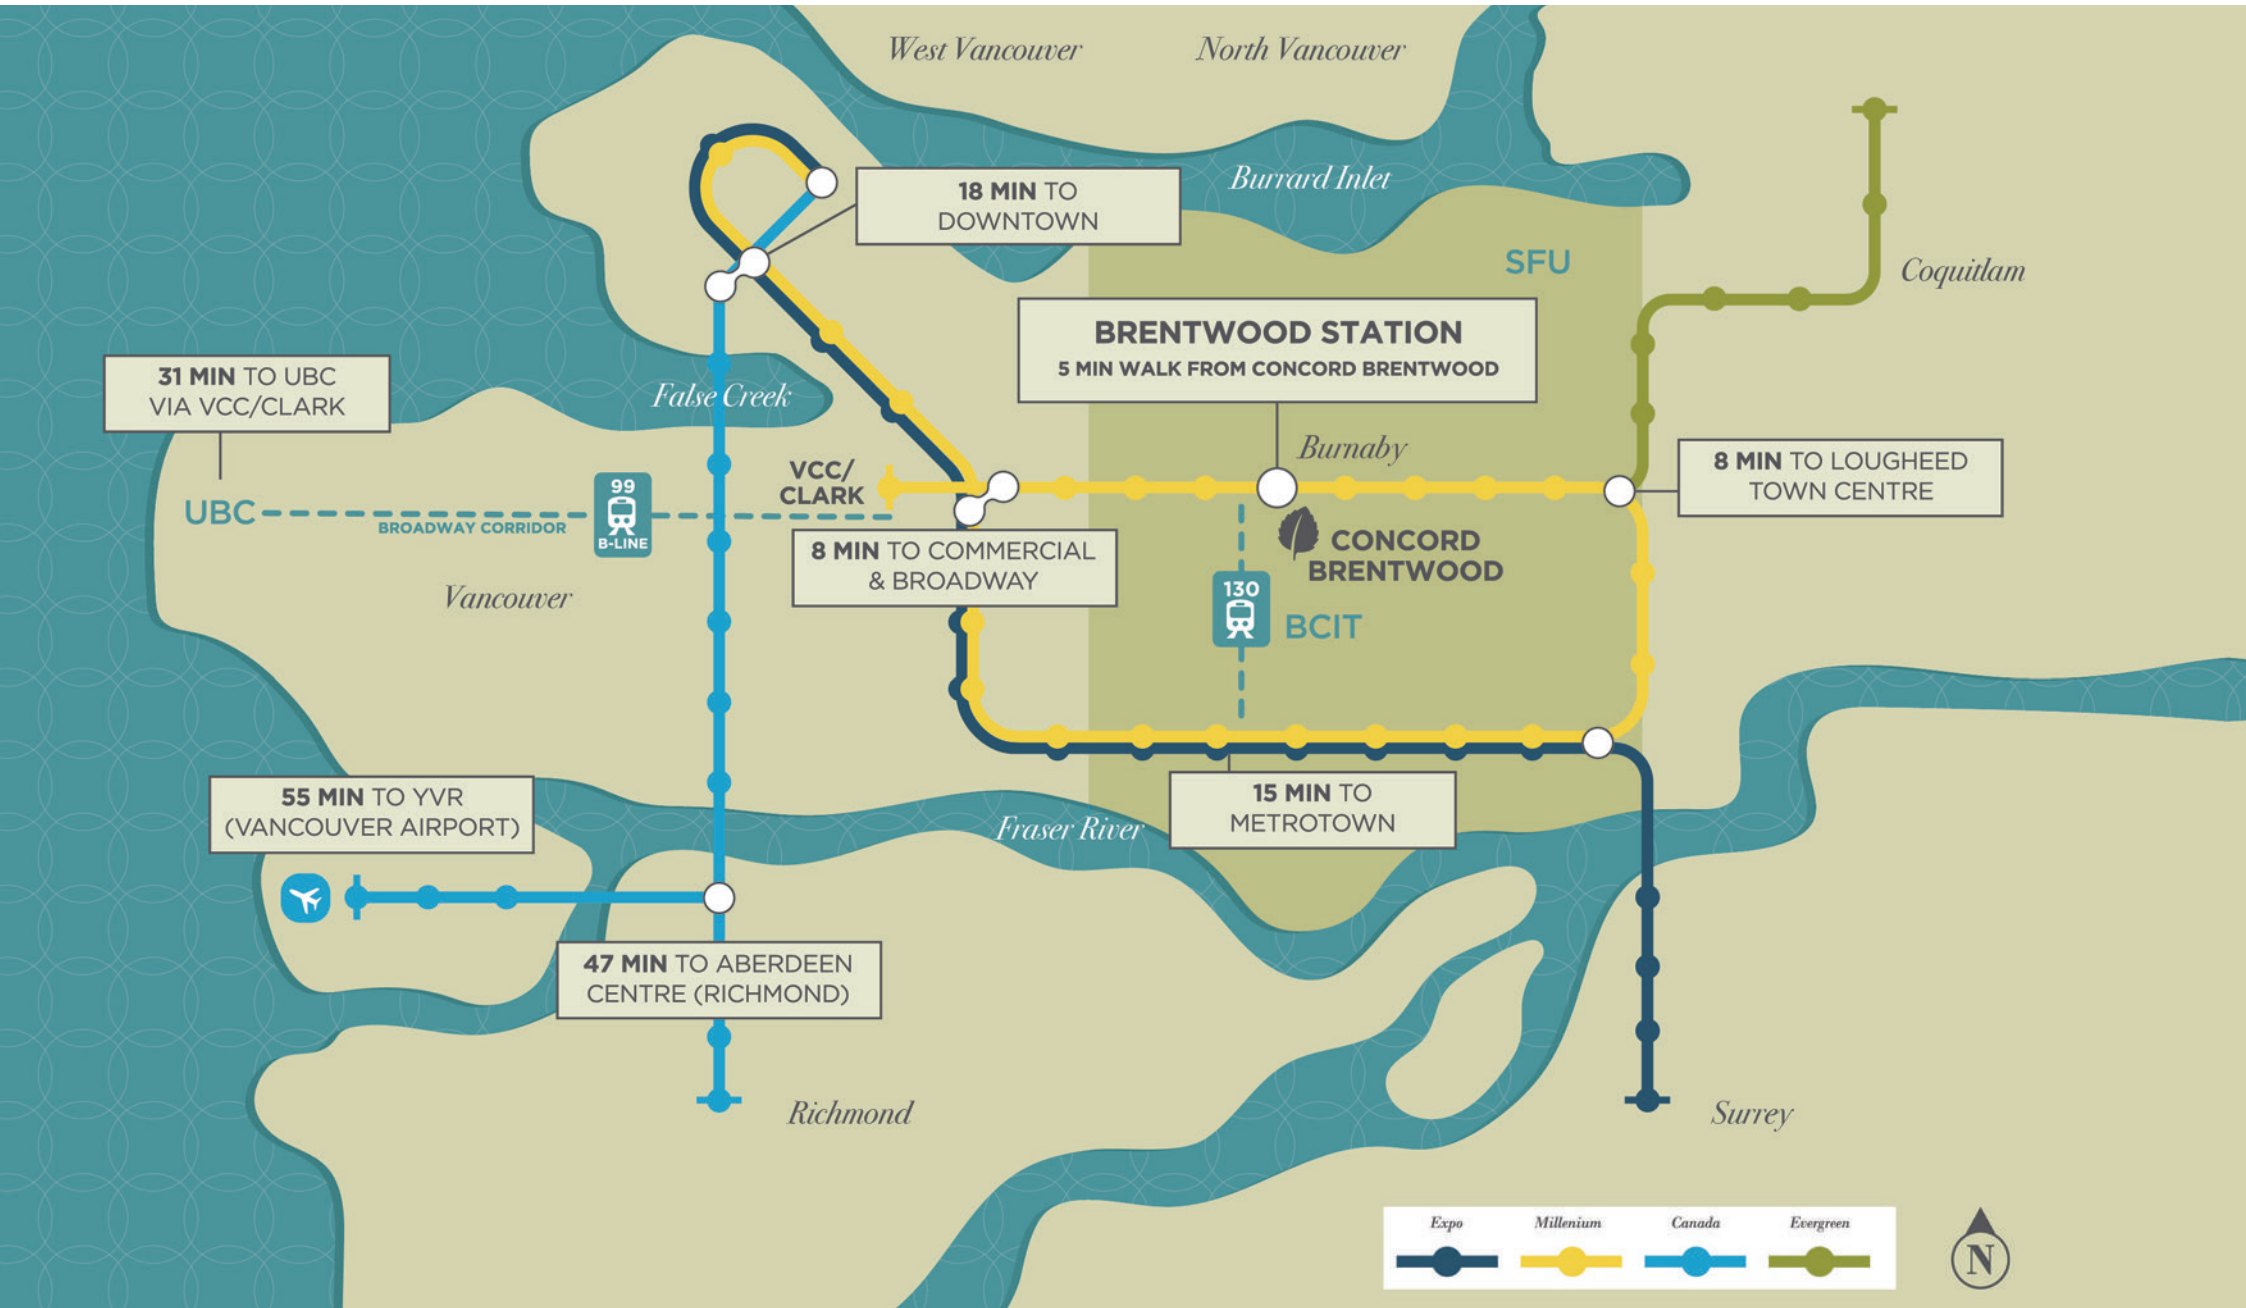 West Vancouver
North Vancouver
Burrard Inlet
18 MIN TO
DOWNTOWN
SFU
Coquitlam
BRENTWOOD STATION
5 MIN WALK FROM CONCORD BRENTWOOD
31 MIN TO UBC
VIA VCC/CLARK
False Creek
Burnaby
8 MIN TO LOUGHEED
TOWN CENTRE
VCC/
CLARK
UBC
BROADWAY CORRIDOR
99
B-LINE
8 MIN TO COMMERCIAL
& BROADWAY
CONCORD
BRENTWOOD
130
BCIT
Vancouver
55 MIN TO YVR
(VANCOUVER AIRPORT)
Fraser River
15 MIN TO
METROTOWN
47 MIN TO ABERDEEN
CENTRE (RICHMOND)
Richmond
Surrey
Expo
Millenium
Canada
Evergreen
N